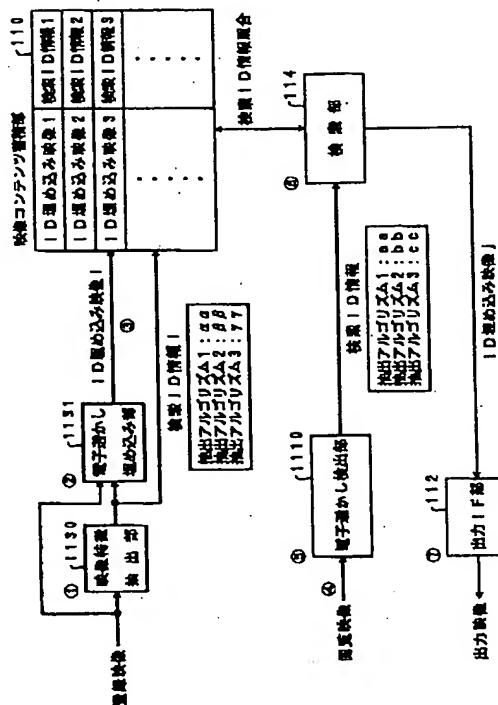 映像コンテンツ蓄積部
110
ID埋め込み映像1 検索ID情報1
ID埋め込み映像2 検索ID情報2
ID埋め込み映像3 検索ID情報3
・・・・・ ・・・・・
登録映像
① 1130
映像特徴
抽出部
② 1131
電子透かし
埋め込み部
ID埋め込み映像i
③
検索ID情報i
抽出アルゴリズム1:αα
抽出アルゴリズム2:ββ
抽出アルゴリズム3:γγ
検索ID情報照合
閲覧映像
④
⑤ 1110
電子透かし検出部
検索ID情報
抽出アルゴリズム1:aa
抽出アルゴリズム2:bb
抽出アルゴリズム3:cc
⑥ 114
検索部
ID埋め込み映像j
⑦ 112
出力IF部
出力映像